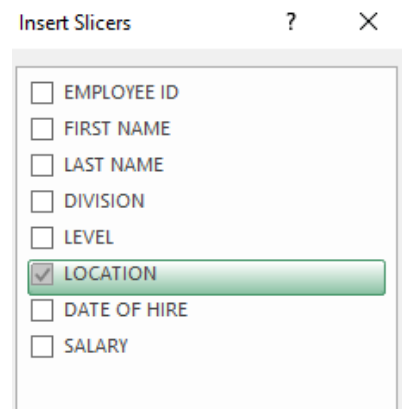 Insert Slicers ?
EMPLOYEE ID
FIRST NAME
LAST NAME
DIVISION
LEVEL
LOCATION
DATE OF HIRE
SALARY